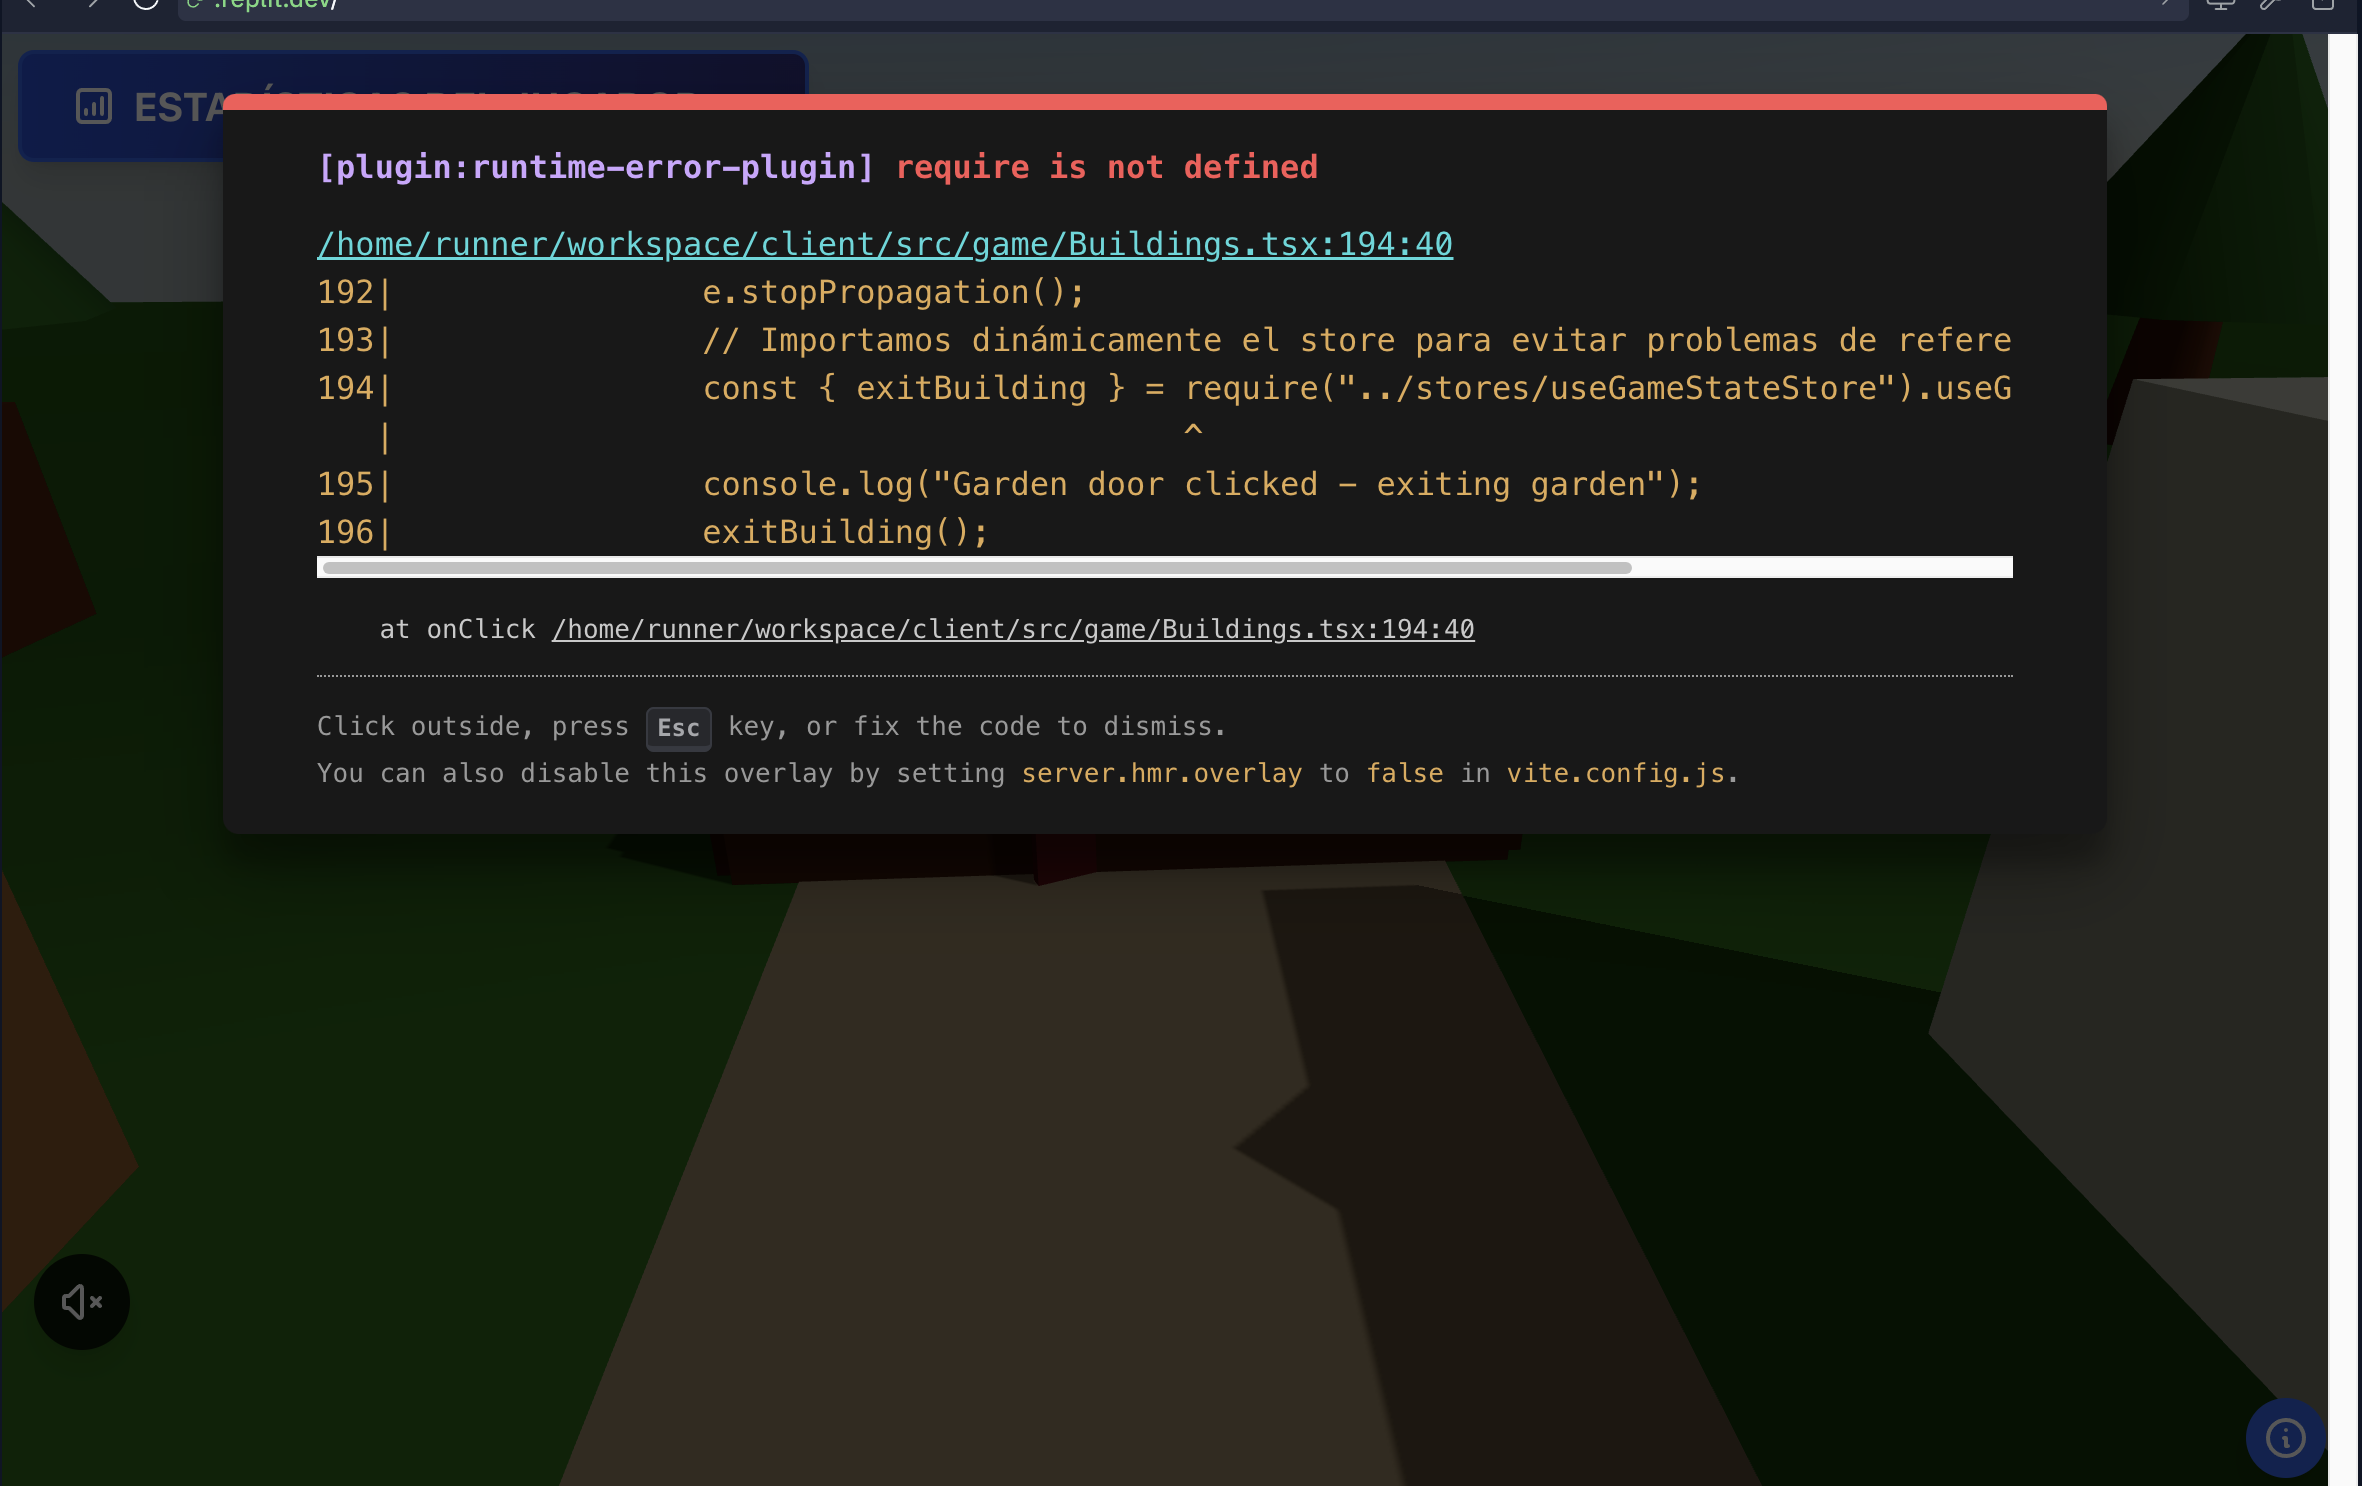 .replit.dev/
ESTA
[plugin:runtime-error-plugin] require is not defined
/home/runner/workspace/client/src/game/Buildings.tsx:194:40
192|                e.stopPropagation();
193|                // Importamos dinámicamente el store para evitar problemas de refere
194|                const { exitBuilding } = require("../stores/useGameStateStore").useG
   |                                         ^
195|                console.log("Garden door clicked - exiting garden");
196|                exitBuilding();
at onClick /home/runner/workspace/client/src/game/Buildings.tsx:194:40
Click outside, press Esc key, or fix the code to dismiss.
You can also disable this overlay by setting server.hmr.overlay to false in vite.config.js.